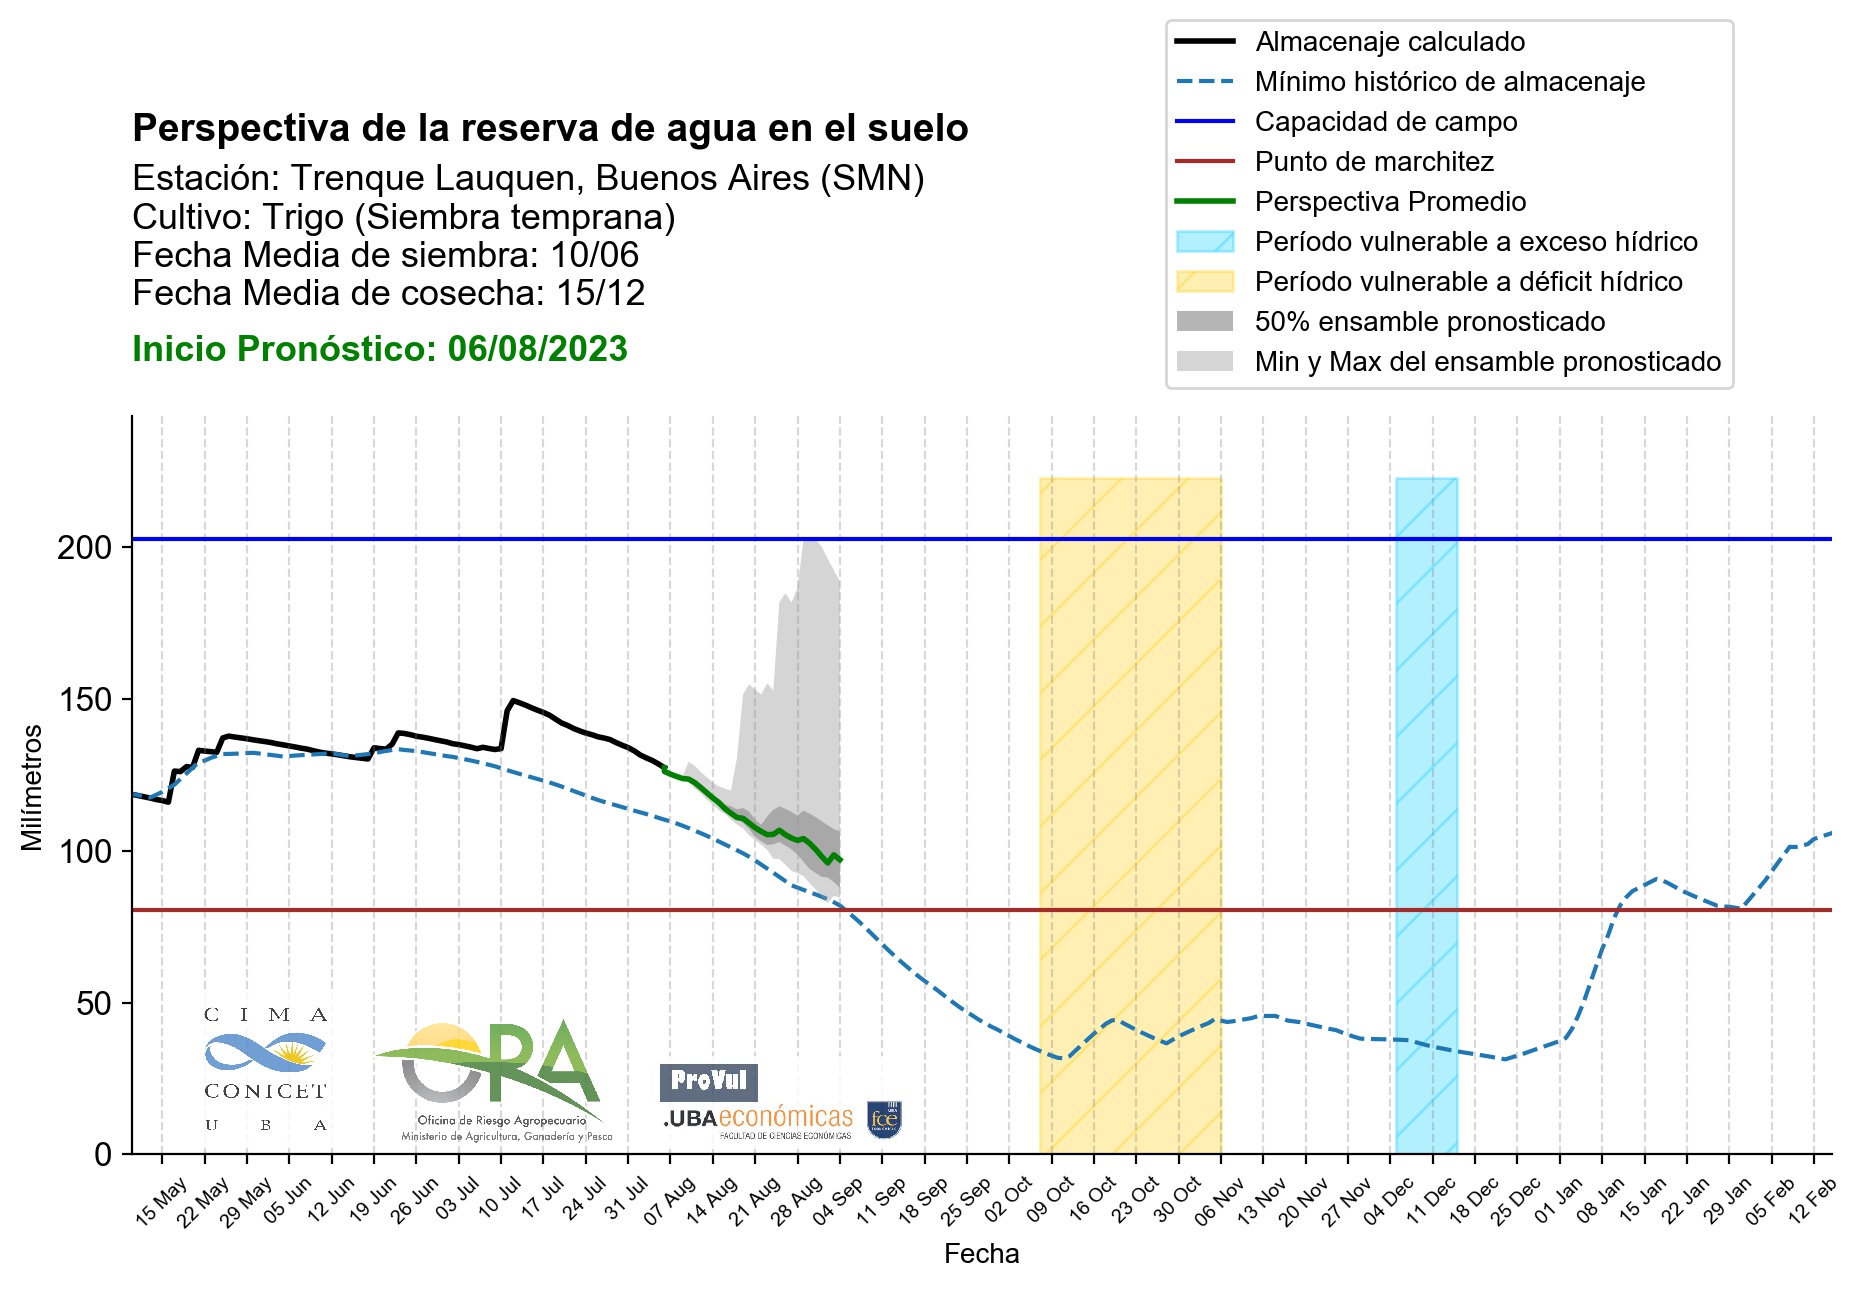 Almacenaje calculado
Mínimo histórico de almacenaje
Capacidad de campo
Punto de marchitez
Perspectiva Promedio
Período vulnerable a exceso hídrico
Período vulnerable a déficit hídrico
50% ensamble pronosticado
Min y Max del ensamble pronosticado
Perspectiva de la reserva de agua en el suelo
Estación: Trenque Lauquen, Buenos Aires (SMN)
Cultivo: Trigo (Siembra temprana)
Fecha Media de siembra: 10/06
Fecha Media de cosecha: 15/12
Inicio Pronóstico: 06/08/2023
Milímetros
200
150
100
50
0
CIMA
CONICET
UBA
ORA
Oficina de Riesgo Agropecuario
Ministerio de Agricultura, Ganadería y Pesca
ProVul
.UBAeconómicas
FACULTAD DE CIENCIAS ECONÓMICAS
UBA
fce
ECONÓMICAS
15 May
22 May
29 May
05 Jun
12 Jun
19 Jun
26 Jun
03 Jul
10 Jul
17 Jul
24 Jul
31 Jul
07 Aug
14 Aug
21 Aug
28 Aug
04 Sep
11 Sep
18 Sep
25 Sep
02 Oct
09 Oct
16 Oct
23 Oct
30 Oct
06 Nov
13 Nov
20 Nov
27 Nov
04 Dec
11 Dec
18 Dec
25 Dec
01 Jan
08 Jan
15 Jan
22 Jan
29 Jan
05 Feb
12 Feb
Fecha